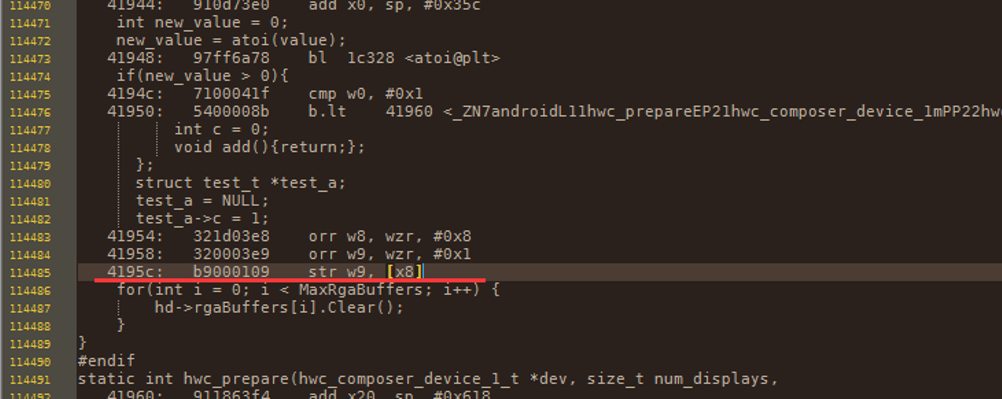 114470 41944: 910d73e0 add x0, sp, #0x35c
114471 int new_value = 0;
114472 new_value = atoi(value);
114473 41948: 97ff6a78 bl 1c328 <atoi@plt>
114474 if(new_value > 0){
114475 4194c: 7100041f cmp w0, #0x1
114476 41950: 5400008b b.lt 41960 <_ZN7androidL11hwc_prepareEP21hwc_composer_device_1mPP22hwc
114477 int c = 0;
114478 void add(){return;};
114479 };
114480 struct test_t *test_a;
114481 test_a = NULL;
114482 test_a->c = 1;
114483 41954: 321d03e8 orr w8, wzr, #0x8
114484 41958: 320003e9 orr w9, wzr, #0x1
114485 4195c: b9000109 str w9, [x8]
114486 for(int i = 0; i < MaxRgaBuffers; i++) {
114487 hd->rgaBuffers[i].Clear();
114488 }
114489 }
114490 #endif
114491 static int hwc_prepare(hwc_composer_device_1_t *dev, size_t num_displays,
114492 41960: 911863f4 add x20, sp, #0x618